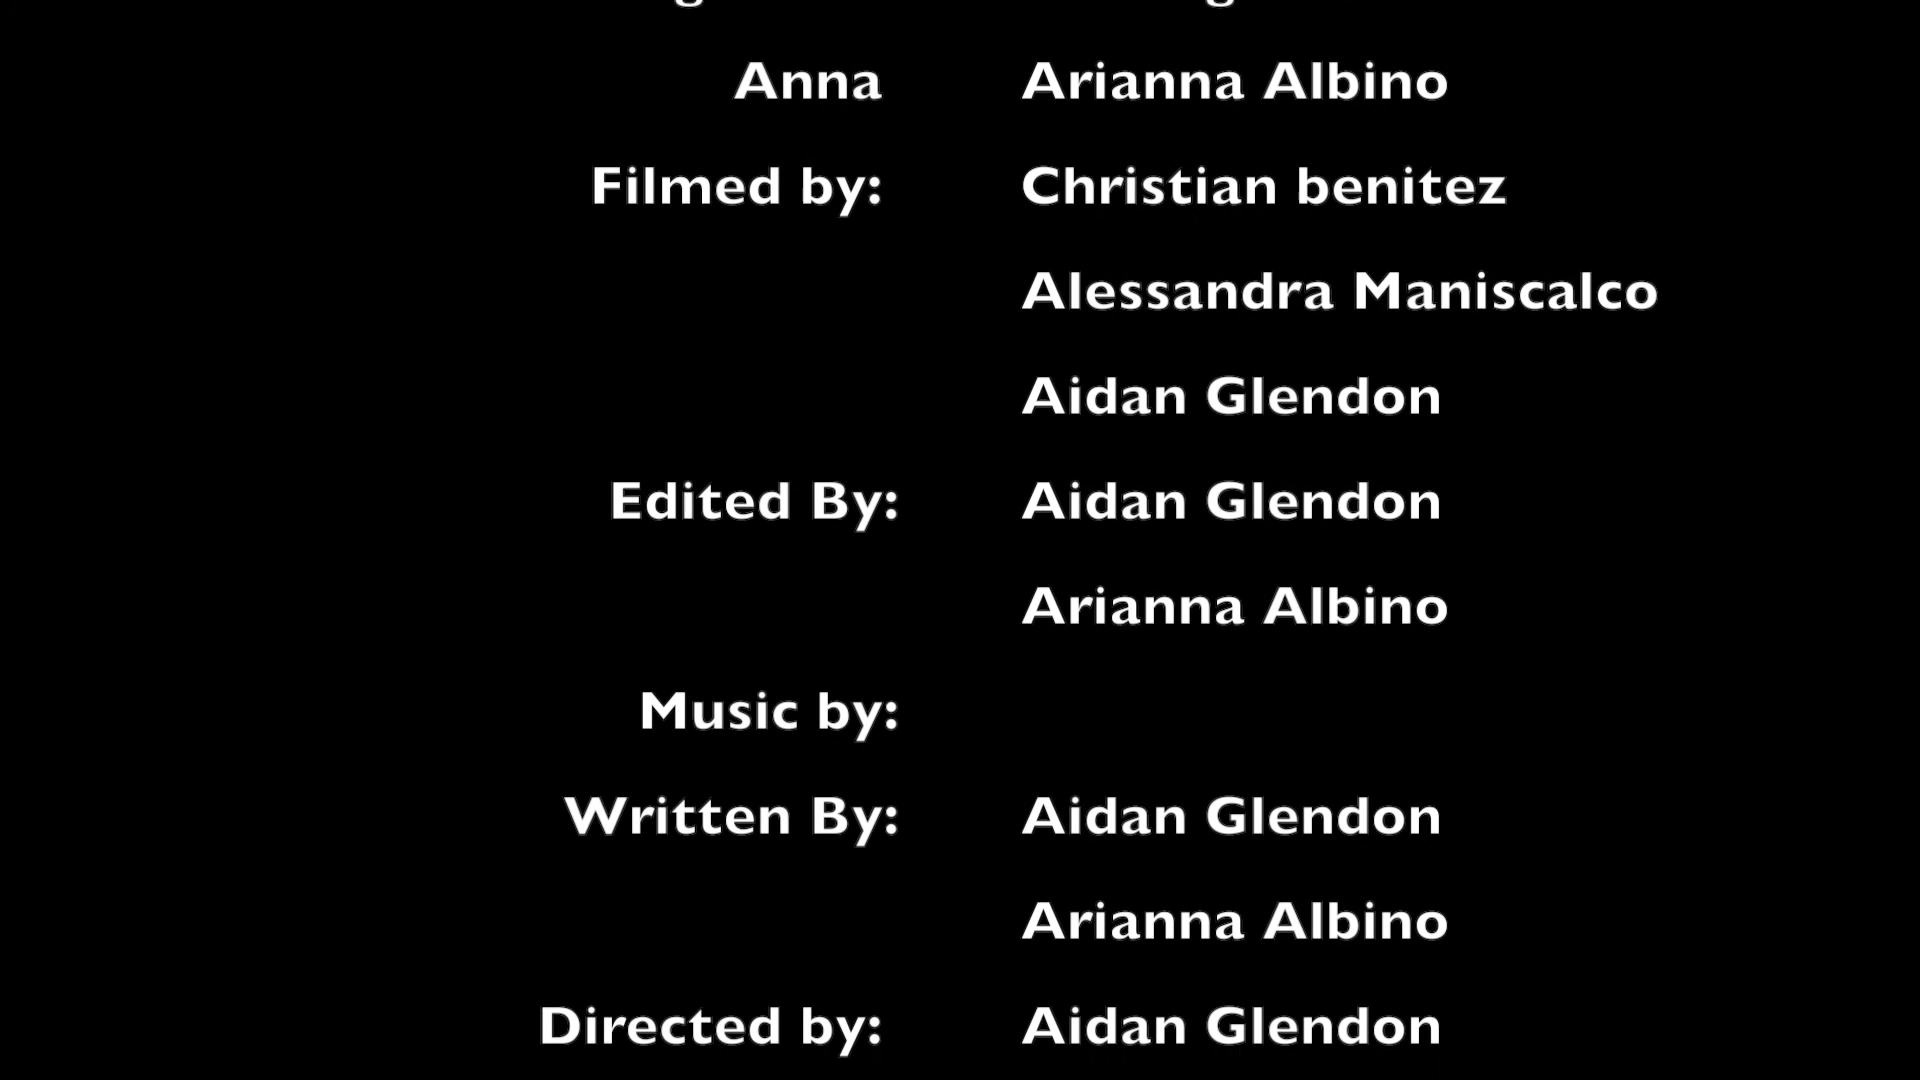 Anna Arianna Albino
Filmed by: Christian benitez
Alessandra Maniscalco
Aidan Glendon
Edited By: Aidan Glendon
Arianna Albino
Music by:
Written By: Aidan Glendon
Arianna Albino
Directed by: Aidan Glendon